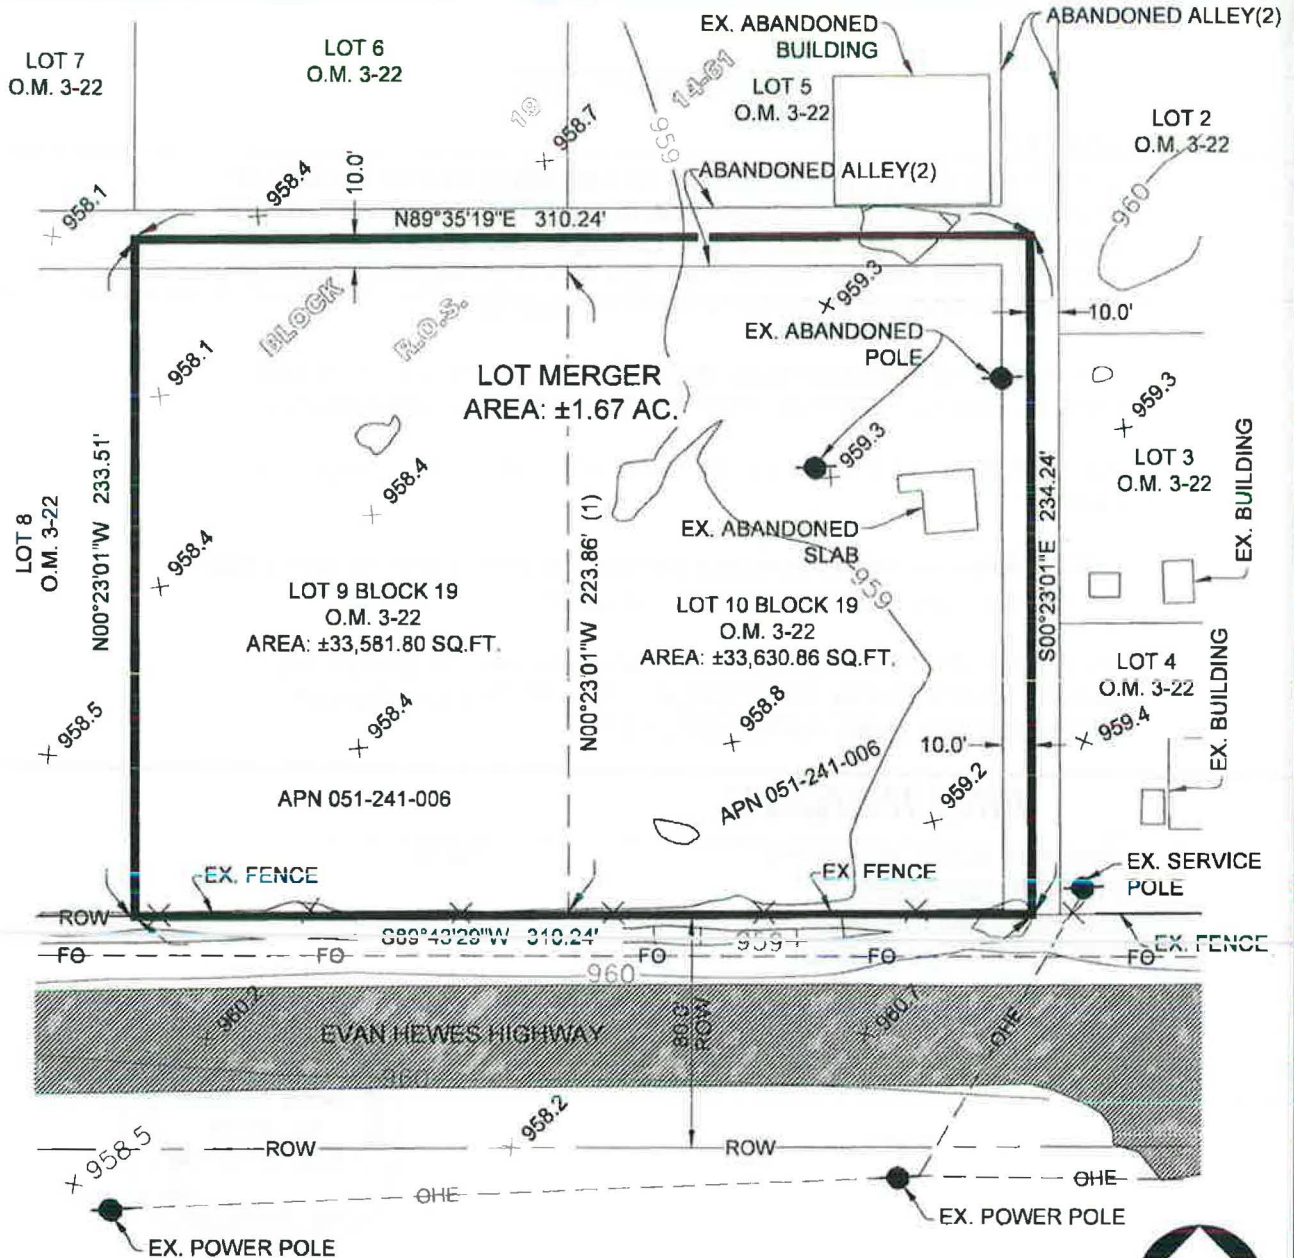 EX. ABANDONED
BUILDING
ABANDONED ALLEY(2)
LOT 7
O.M. 3-22
LOT 6
O.M. 3-22
19
14-61
LOT 5
O.M. 3-22
LOT 2
O.M. 3-22
958.7
959
958.4
10.0'
ABANDONED ALLEY(2)
960
958.1
N89°35'19"E 310.24'
959.3
BLOCK
R.O.S.
10.0'
EX. ABANDONED
POLE
958.1
LOT MERGER
AREA: ±1.67 AC.
959.3
959.3
LOT 3
O.M. 3-22
EX. BUILDING
N00°23'01"W 233.51'
LOT 8
O.M. 3-22
958.4
S00°23'01"E 234.24'
N00°23'01"W 223.86' (1)
EX. ABANDONED
SLAB
958.4
959
LOT 9 BLOCK 19
O.M. 3-22
AREA: ±33,581.80 SQ.FT.
LOT 10 BLOCK 19
O.M. 3-22
AREA: ±33,630.86 SQ.FT.
LOT 4
O.M. 3-22
EX. BUILDING
958.5
958.4
958.8
10.0'
959.4
APN 051-241-006
APN 051-241-006
959.2
EX. FENCE
EX. FENCE
EX. SERVICE
POLE
ROW
S89°43'29"W 310.24'
959
EX. FENCE
FO
FO
FO
FO
FO
960
960.2
EVAN HEWES HIGHWAY
80.0'
ROW
960.7
OHE
960
958.2
958.5
ROW
ROW
OHE
OHE
EX. POWER POLE
EX. POWER POLE